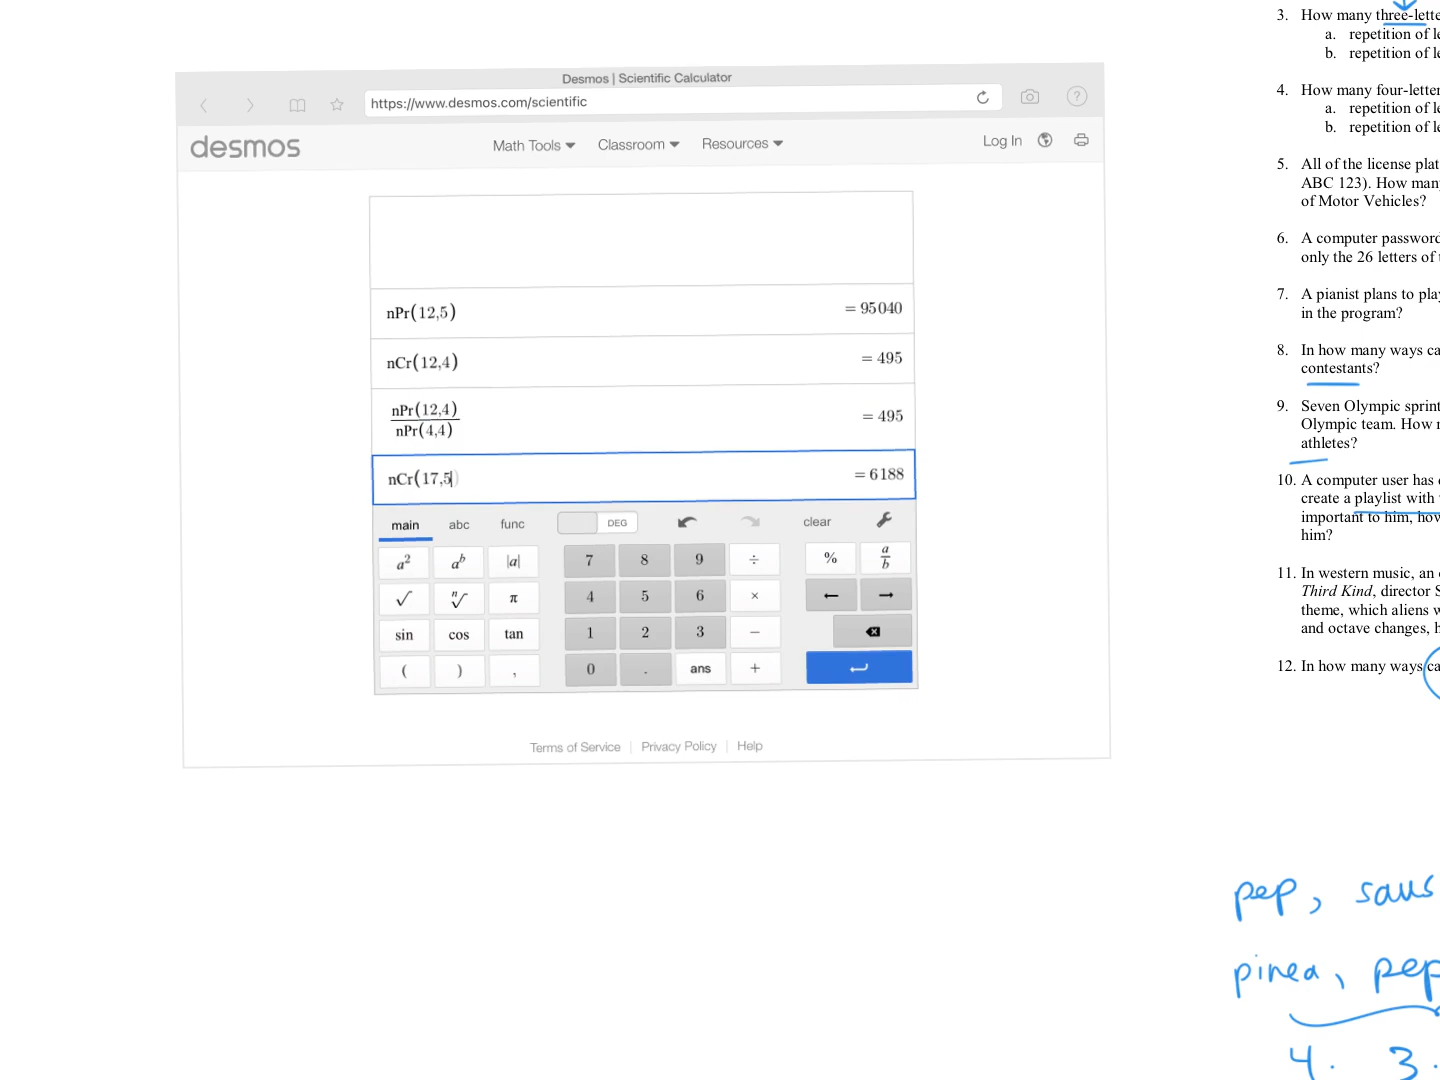 Desmos | Scientific Calculator
https://www.desmos.com/scientific
desmos
Math Tools
Classroom
Resources
Log In
nPr(12,5) = 95040
nCr(12,4) = 495
nPr(12,4)
nPr(4,4)
= 495
nCr(17,5) = 6188
main abc func DEG clear
a² aᵇ |a| 7 8 9 ÷ % a/b
√ ⁿ√ π 4 5 6 × ← →
sin cos tan 1 2 3 −
( ) , 0 . ans +
Terms of Service | Privacy Policy | Help
3. How many three-lette
a. repetition of le
b. repetition of le
4. How many four-letter
a. repetition of le
b. repetition of le
5. All of the license plat
ABC 123). How man
of Motor Vehicles?
6. A computer password
only the 26 letters of
7. A pianist plans to play
in the program?
8. In how many ways ca
contestants?
9. Seven Olympic sprint
Olympic team. How
athletes?
10. A computer user has
create a playlist with
important to him, how
him?
11. In western music, an
Third Kind, director S
theme, which aliens w
and octave changes, h
12. In how many ways ca
pep, saus
pinea, pep
4. 3.